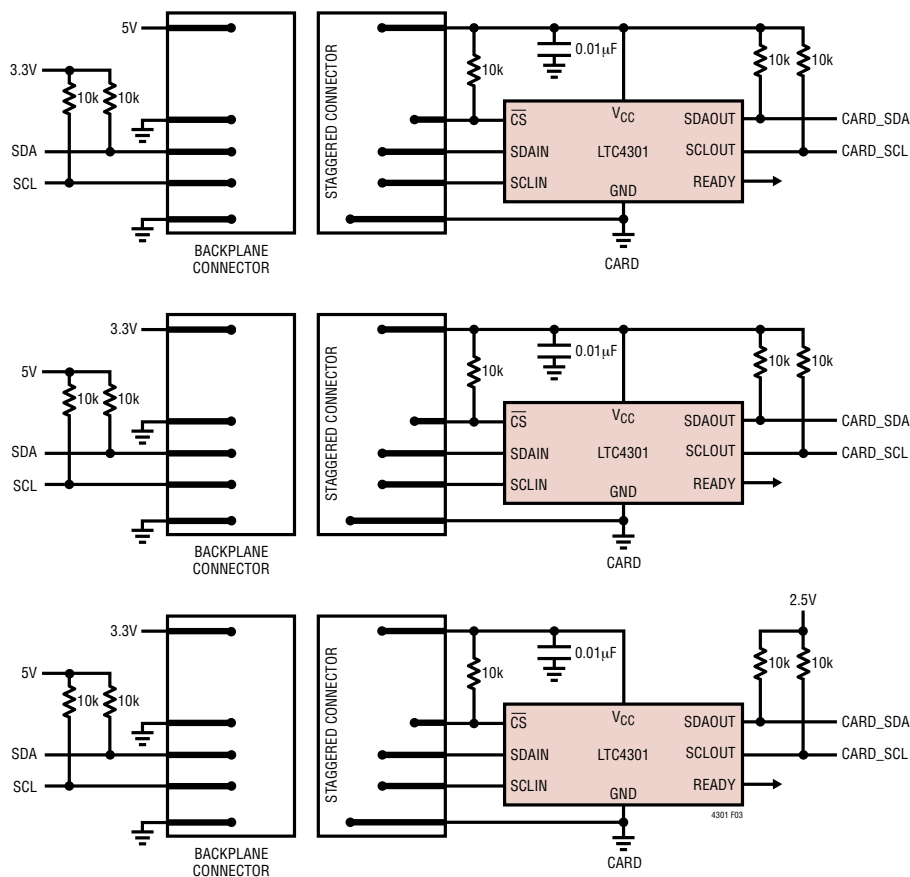 5V
3.3V
10k
10k
SDA
SCL
BACKPLANE
CONNECTOR
STAGGERED CONNECTOR
10k
0.01µF
10k
10k
CS
VCC
SDAOUT
CARD_SDA
SDAIN
LTC4301
SCLOUT
CARD_SCL
SCLIN
READY
GND
CARD
3.3V
5V
10k
10k
SDA
SCL
BACKPLANE
CONNECTOR
STAGGERED CONNECTOR
10k
0.01µF
10k
10k
CS
VCC
SDAOUT
CARD_SDA
SDAIN
LTC4301
SCLOUT
CARD_SCL
SCLIN
READY
GND
CARD
3.3V
5V
10k
10k
SDA
SCL
BACKPLANE
CONNECTOR
STAGGERED CONNECTOR
10k
0.01µF
2.5V
10k
10k
CS
VCC
SDAOUT
CARD_SDA
SDAIN
LTC4301
SCLOUT
CARD_SCL
SCLIN
READY
GND
4301 F03
CARD